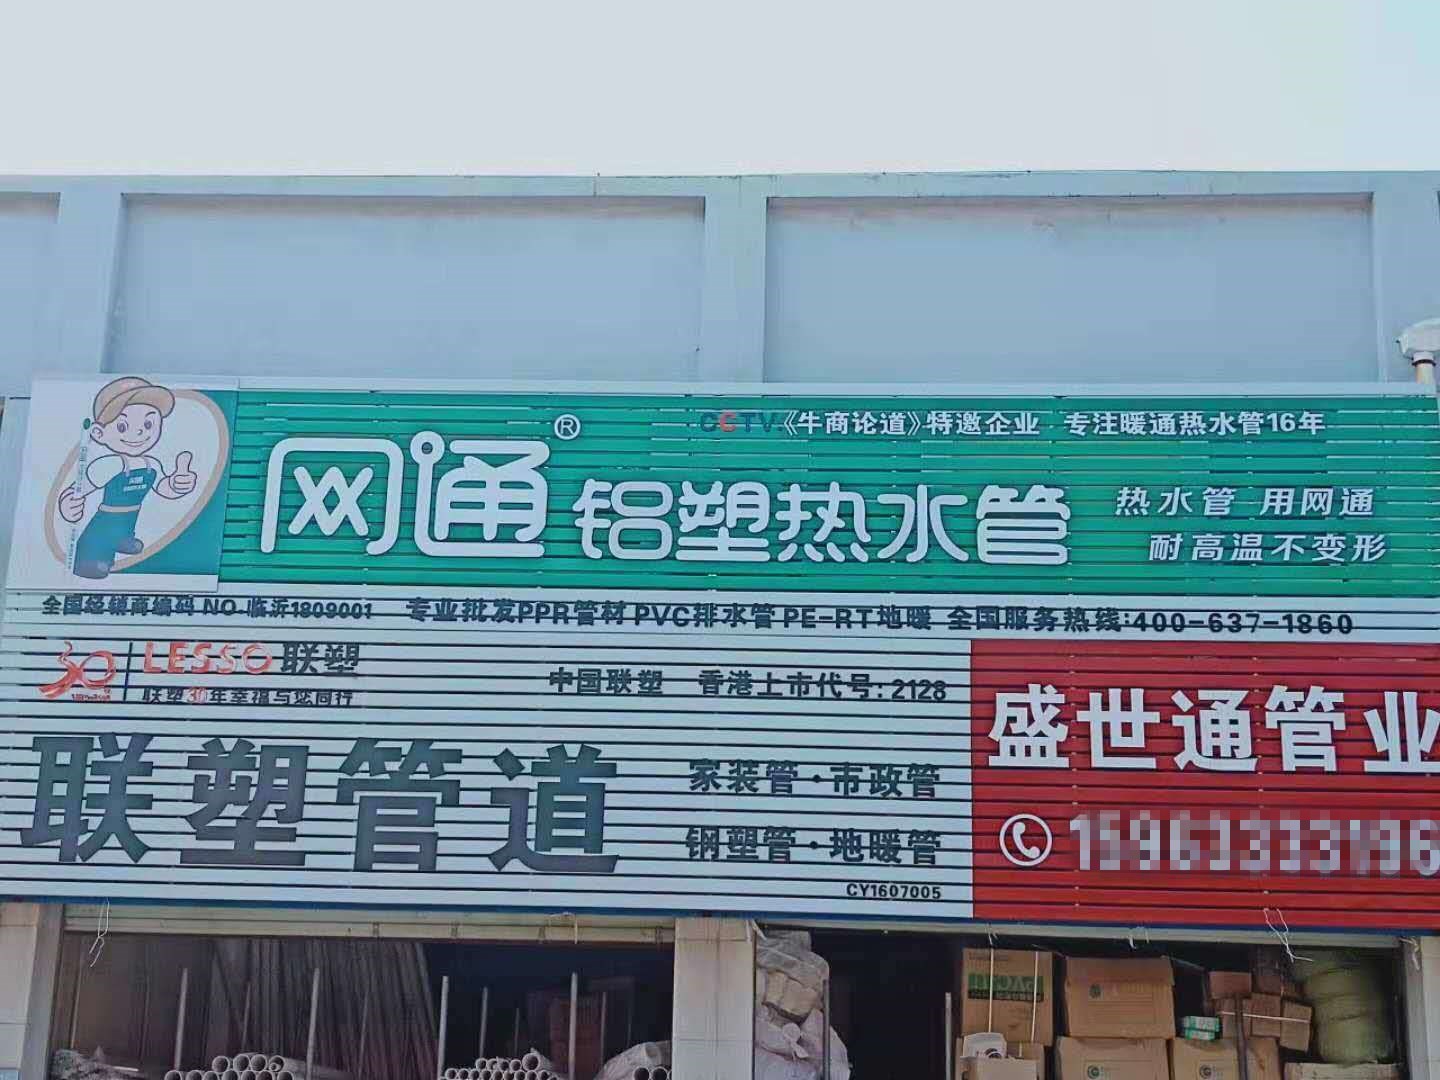 CCTV《牛商论道》特邀企业 专注暖通热水管16年
网通® 铝塑热水管
热水管 用网通
耐高温不变形
全国经销商编码 NO 临沂1809001 专业批发PPR管材 PVC排水管 PE-RT地暖 全国服务热线:400-637-1860
30 LESSO 联塑
联塑30年幸福与您同行
中国联塑 香港上市代号:2128
联塑管道
家装管·市政管
钢塑管·地暖管
CY1607005
盛世通管业